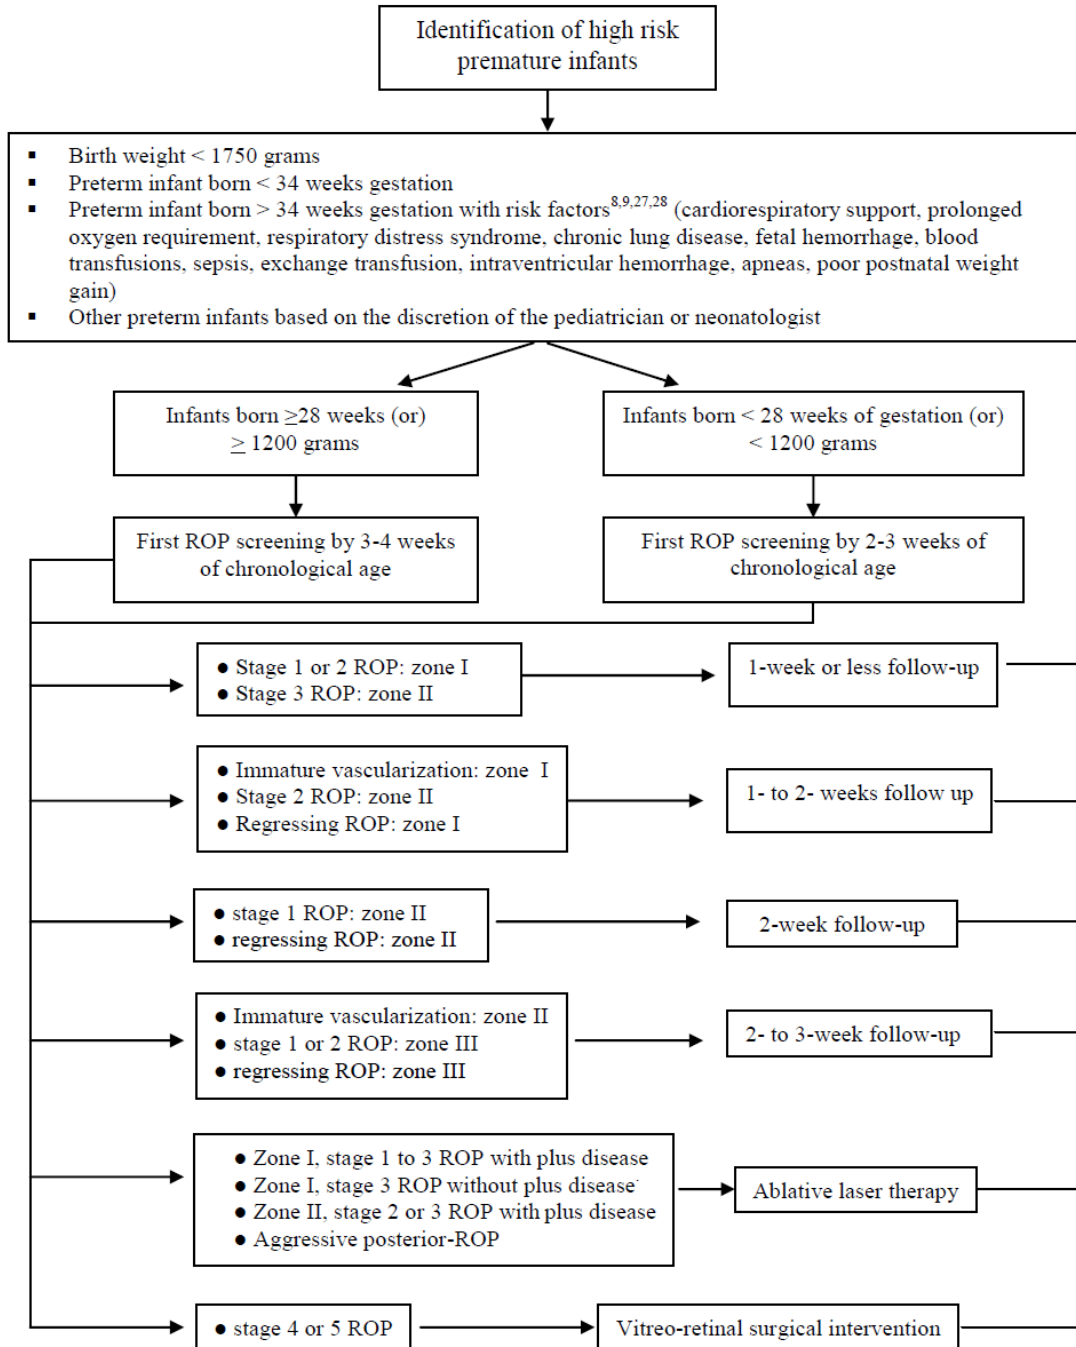 Identification of high risk
premature infants
▪ Birth weight < 1750 grams
▪ Preterm infant born < 34 weeks gestation
▪ Preterm infant born > 34 weeks gestation with risk factors8,9,27,28 (cardiorespiratory support, prolonged
oxygen requirement, respiratory distress syndrome, chronic lung disease, fetal hemorrhage, blood
transfusions, sepsis, exchange transfusion, intraventricular hemorrhage, apneas, poor postnatal weight
gain)
▪ Other preterm infants based on the discretion of the pediatrician or neonatologist
Infants born ≥28 weeks (or)
≥ 1200 grams
Infants born < 28 weeks of gestation (or)
< 1200 grams
First ROP screening by 3-4 weeks
of chronological age
First ROP screening by 2-3 weeks of
chronological age
● Stage 1 or 2 ROP: zone I
● Stage 3 ROP: zone II
1-week or less follow-up
● Immature vascularization: zone I
● Stage 2 ROP: zone II
● Regressing ROP: zone I
1- to 2- weeks follow up
● stage 1 ROP: zone II
● regressing ROP: zone II
2-week follow-up
● Immature vascularization: zone II
● stage 1 or 2 ROP: zone III
● regressing ROP: zone III
2- to 3-week follow-up
● Zone I, stage 1 to 3 ROP with plus disease
● Zone I, stage 3 ROP without plus disease
● Zone II, stage 2 or 3 ROP with plus disease
● Aggressive posterior-ROP
Ablative laser therapy
● stage 4 or 5 ROP
Vitreo-retinal surgical intervention